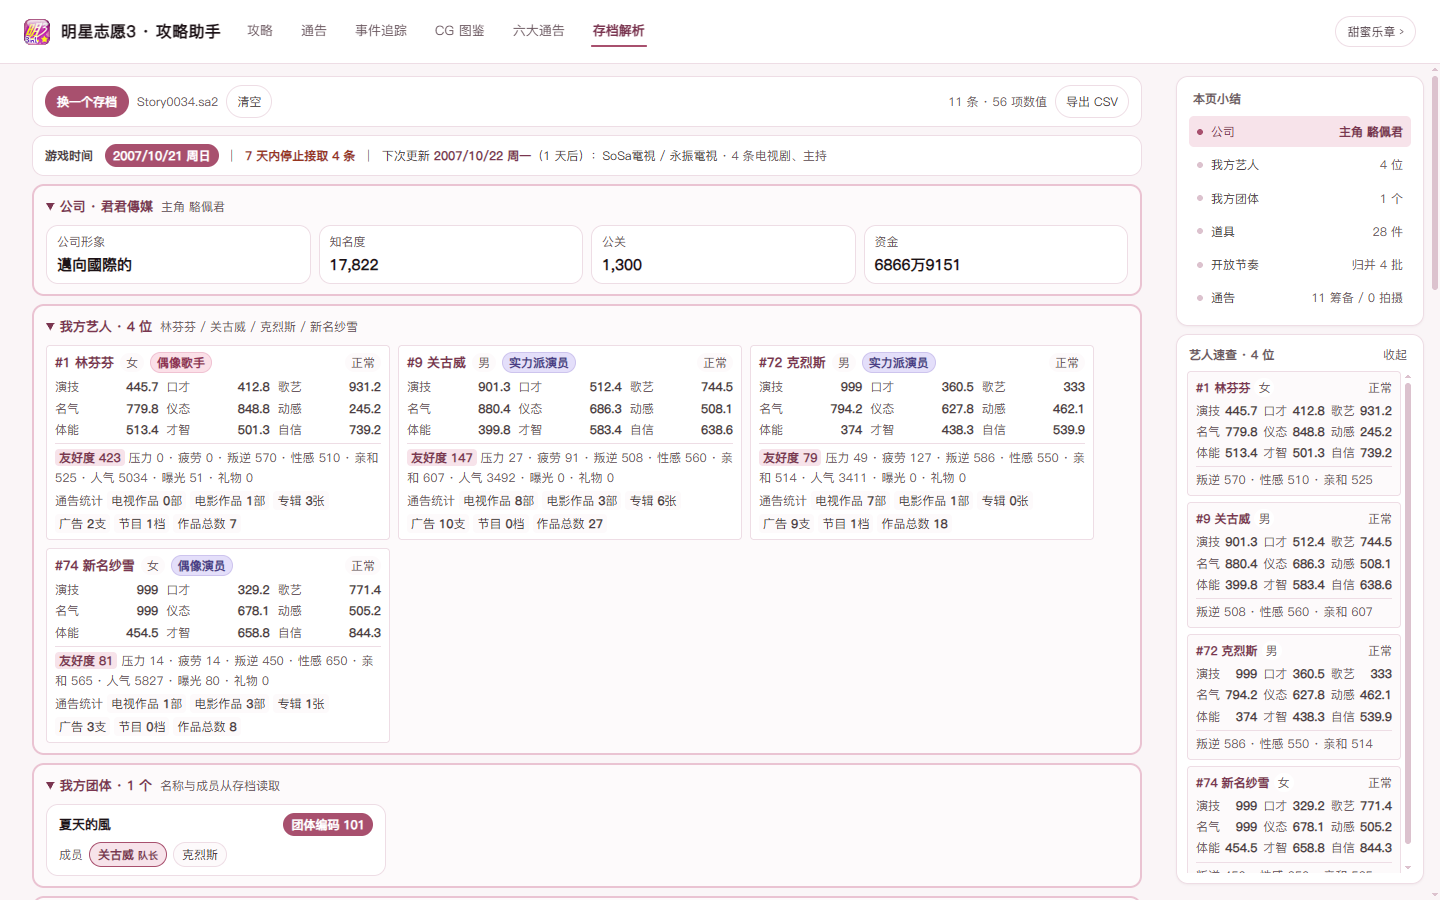 明星志愿3 · 攻略助手 攻略 通告 事件追踪 CG 图鉴 六大通告 存档解析 甜蜜乐章 ›
换一个存档 Story0034.sa2 清空 11 条 · 56 项数值 导出 CSV
游戏时间 2007/10/21 周日 | 7 天内停止接取 4 条 | 下次更新 2007/10/22 周一（1 天后）：SoSa電視 / 永振電視 · 4 条电视剧、主持
▼ 公司 · 君君傳媒 主角 駱佩君
公司形象 知名度 公关 资金
邁向國際的 17,822 1,300 6866万9151
▼ 我方艺人 · 4 位 林芬芬 / 关古威 / 克烈斯 / 新名纱雪
#1 林芬芬 女 偶像歌手 正常
演技 445.7 口才 412.8 歌艺 931.2
名气 779.8 仪态 848.8 动感 245.2
体能 513.4 才智 501.3 自信 739.2
友好度 423 压力 0 · 疲劳 0 · 叛逆 570 · 性感 510 · 亲和
525 · 人气 5034 · 曝光 51 · 礼物 0
通告统计 电视作品 0部 电影作品 1部 专辑 3张
广告 2支 节目 1档 作品总数 7
#9 关古威 男 实力派演员 正常
演技 901.3 口才 512.4 歌艺 744.5
名气 880.4 仪态 686.3 动感 508.1
体能 399.8 才智 583.4 自信 638.6
友好度 147 压力 27 · 疲劳 91 · 叛逆 508 · 性感 560 · 亲
和 607 · 人气 3492 · 曝光 0 · 礼物 0
通告统计 电视作品 8部 电影作品 3部 专辑 6张
广告 10支 节目 0档 作品总数 27
#72 克烈斯 男 实力派演员 正常
演技 999 口才 360.5 歌艺 333
名气 794.2 仪态 627.8 动感 462.1
体能 374 才智 438.3 自信 539.9
友好度 79 压力 49 · 疲劳 127 · 叛逆 586 · 性感 550 · 亲
和 514 · 人气 3411 · 曝光 0 · 礼物 0
通告统计 电视作品 7部 电影作品 1部 专辑 0张
广告 9支 节目 1档 作品总数 18
#74 新名纱雪 女 偶像演员 正常
演技 999 口才 329.2 歌艺 771.4
名气 999 仪态 678.1 动感 505.2
体能 454.5 才智 658.8 自信 844.3
友好度 81 压力 14 · 疲劳 14 · 叛逆 450 · 性感 650 · 亲
和 565 · 人气 5827 · 曝光 80 · 礼物 0
通告统计 电视作品 1部 电影作品 3部 专辑 1张
广告 3支 节目 0档 作品总数 8
▼ 我方团体 · 1 个 名称与成员从存档读取
夏天的風 团体编码 101
成员 关古威 队长 克烈斯
本页小结
公司 主角 駱佩君
我方艺人 4 位
我方团体 1 个
道具 28 件
开放节奏 归并 4 批
通告 11 筹备 / 0 拍摄
艺人速查 · 4 位 收起
#1 林芬芬 女 正常
演技 445.7 口才 412.8 歌艺 931.2
名气 779.8 仪态 848.8 动感 245.2
体能 513.4 才智 501.3 自信 739.2
叛逆 570 · 性感 510 · 亲和 525
#9 关古威 男 正常
演技 901.3 口才 512.4 歌艺 744.5
名气 880.4 仪态 686.3 动感 508.1
体能 399.8 才智 583.4 自信 638.6
叛逆 508 · 性感 560 · 亲和 607
#72 克烈斯 男 正常
演技 999 口才 360.5 歌艺 333
名气 794.2 仪态 627.8 动感 462.1
体能 374 才智 438.3 自信 539.9
叛逆 586 · 性感 550 · 亲和 514
#74 新名纱雪 女 正常
演技 999 口才 329.2 歌艺 771.4
名气 999 仪态 678.1 动感 505.2
体能 454.5 才智 658.8 自信 844.3